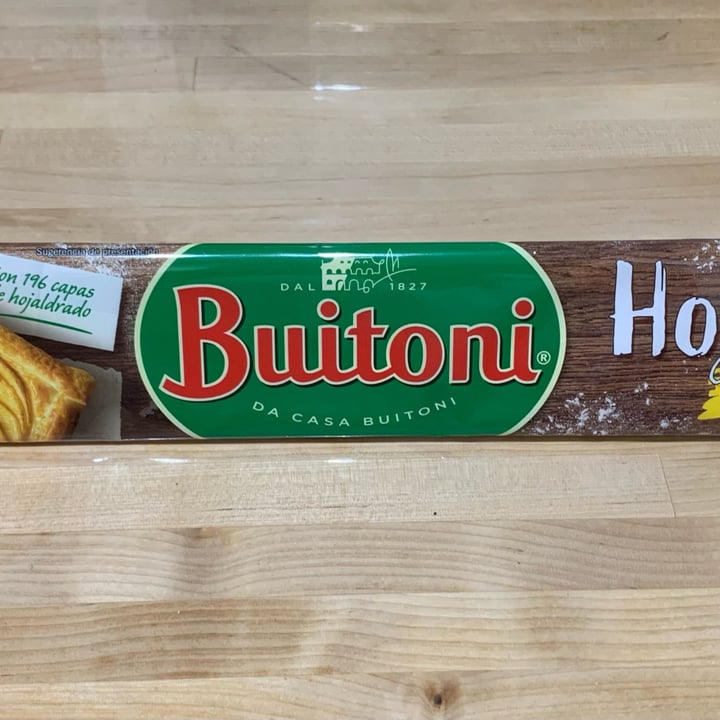 Sugerencia de presentación
on 196 capas
e hojaldrado
DAL 1827
Buitoni®
DA CASA BUITONI
Ho